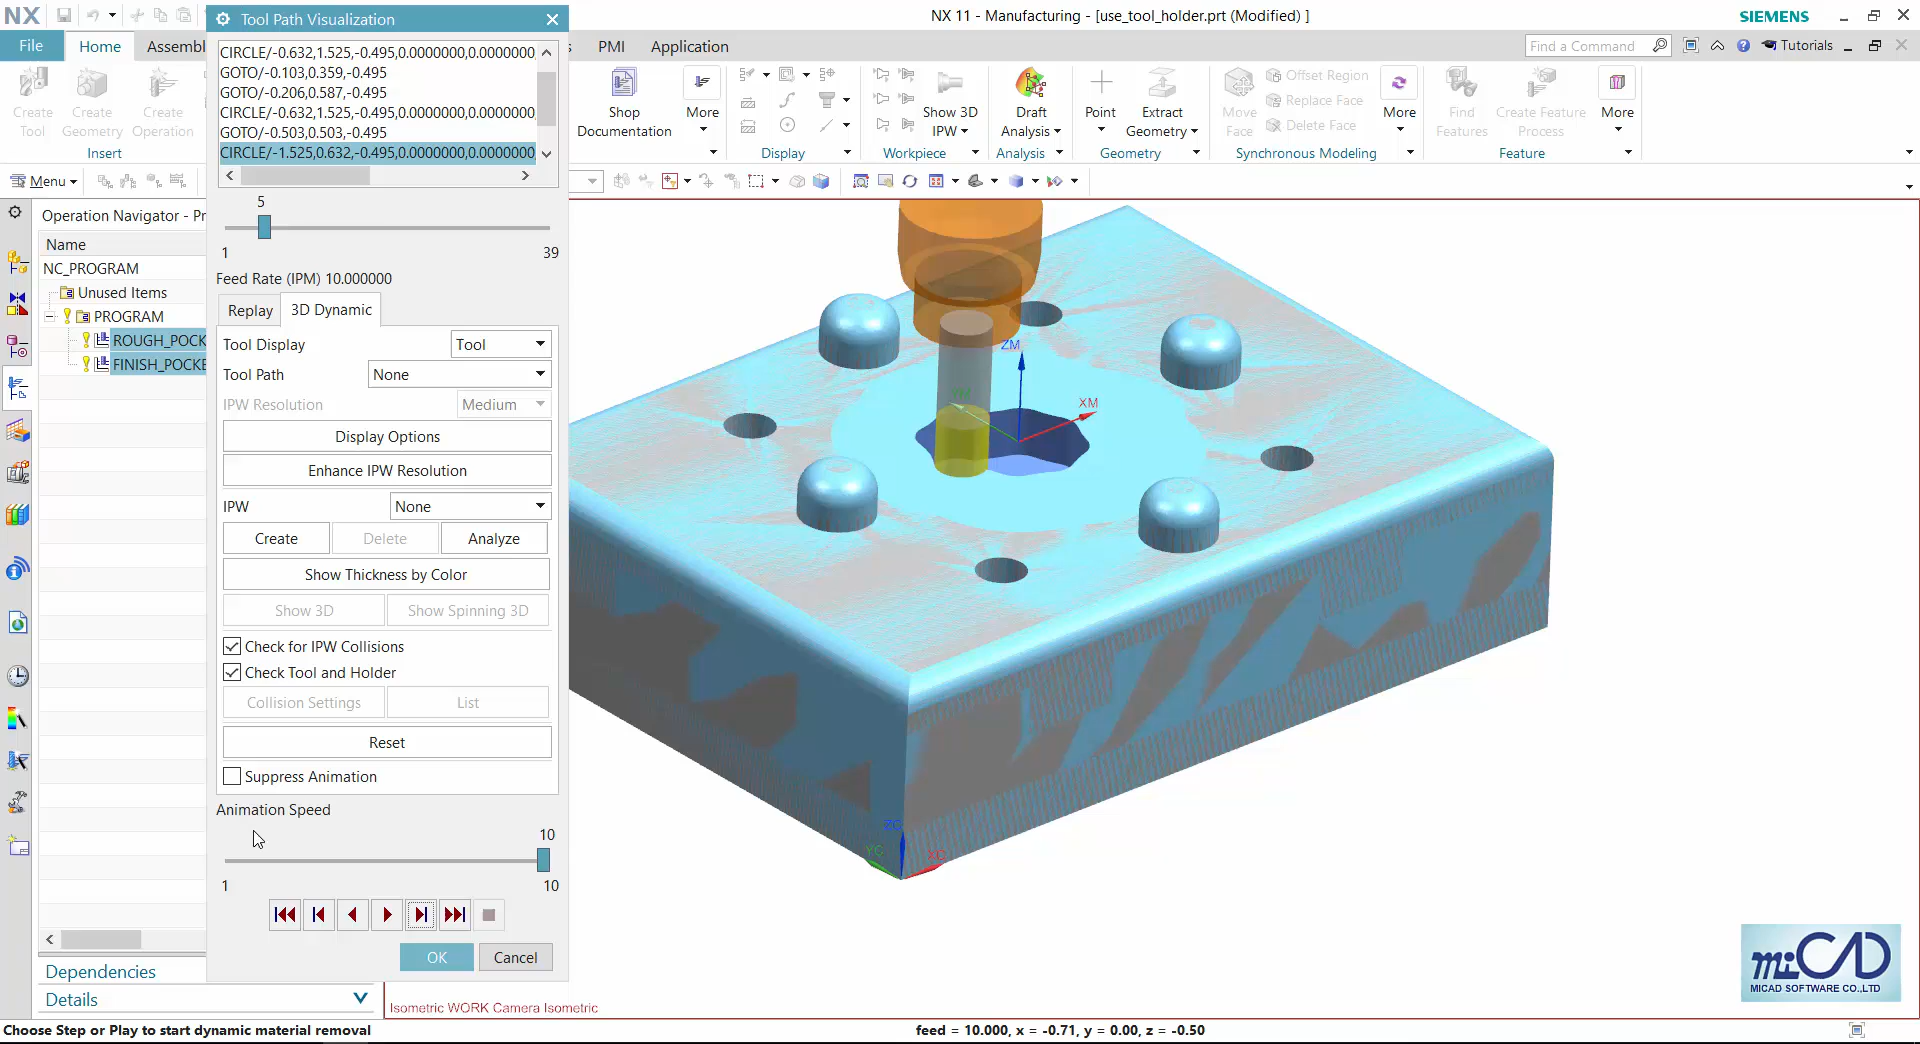 NX
NX 11 - Manufacturing - [use_tool_holder.prt (Modified) ]
SIEMENS
Tool Path Visualization
File
Home
Assembl
PMI
Application
Find a Command
Tutorials
Create Tool
Create Geometry
Create Operation
Insert
Shop Documentation
More
Display
Show 3D IPW
Workpiece
Draft Analysis
Analysis
Point
Extract Geometry
Geometry
Move Face
Offset Region
Replace Face
Delete Face
More
Synchronous Modeling
Find Features
Create Feature Process
More
Feature
Menu
CIRCLE/-0.632,1.525,-0.495,0.0000000,0.0000000
GOTO/-0.103,0.359,-0.495
GOTO/-0.206,0.587,-0.495
CIRCLE/-0.632,1.525,-0.495,0.0000000,0.0000000
GOTO/-0.503,0.503,-0.495
CIRCLE/-1.525,0.632,-0.495,0.0000000,0.0000000
5
1
39
Feed Rate (IPM) 10.000000
Replay
3D Dynamic
Tool Display
Tool
Tool Path
None
IPW Resolution
Medium
Display Options
Enhance IPW Resolution
IPW
None
Create
Delete
Analyze
Show Thickness by Color
Show 3D
Show Spinning 3D
Check for IPW Collisions
Check Tool and Holder
Collision Settings
List
Reset
Suppress Animation
Animation Speed
10
1
10
OK
Cancel
Operation Navigator - Pr
Name
NC_PROGRAM
Unused Items
PROGRAM
ROUGH_POCK
FINISH_POCKE
Dependencies
Details
ZM
YM
XM
ZC
YC
XC
Isometric WORK Camera Isometric
miCAD
MICAD SOFTWARE CO.,LTD
Choose Step or Play to start dynamic material removal
feed = 10.000, x = -0.71, y = 0.00, z = -0.50